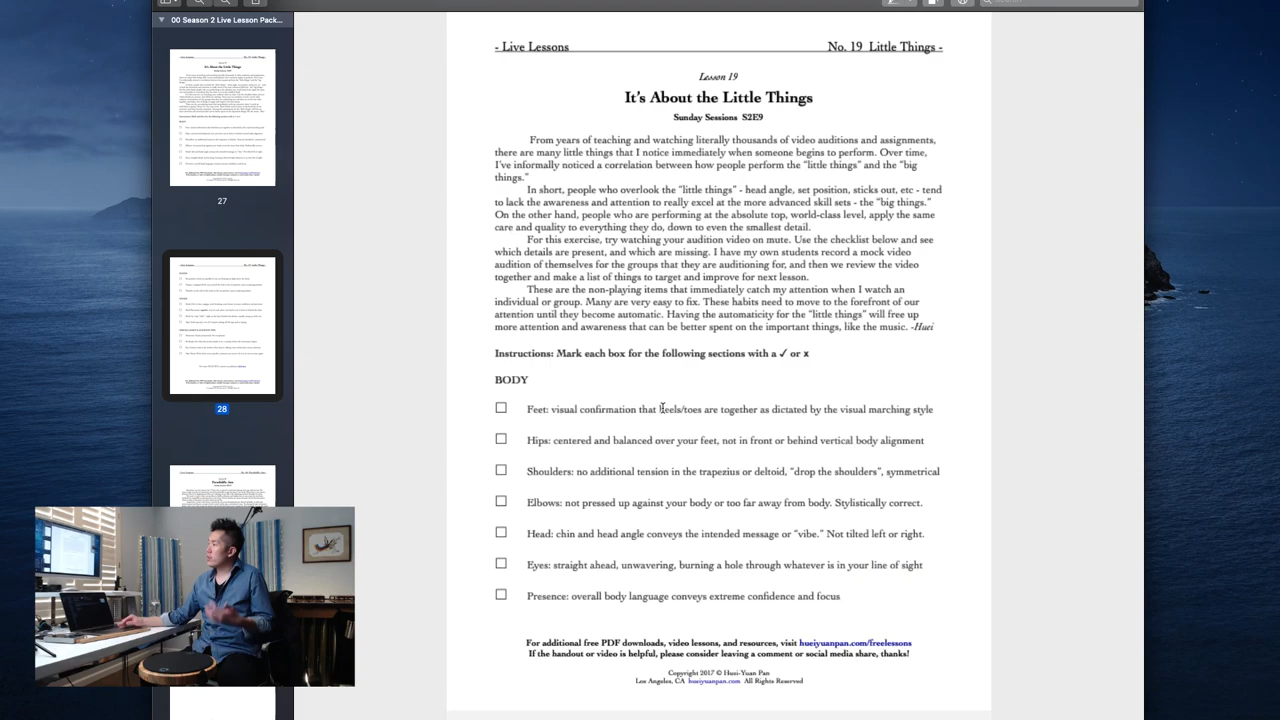 00 Season 2 Live Lesson Pack...
27
28
- Live Lessons
No. 19 Little Things -
Lesson 19
It's About the Little Things
Sunday Sessions S2E9
From years of teaching and watching literally thousands of video auditions and assignments,
there are many little things that I notice immediately when someone begins to perform. Over time,
I've informally noticed a correlation between how people perform the "little things" and the "big
things."
In short, people who overlook the "little things" - head angle, set position, sticks out, etc - tend
to lack the awareness and attention to really excel at the more advanced skill sets - the "big things."
On the other hand, people who are performing at the absolute top, world-class level, apply the same
care and quality to everything they do, down to even the smallest detail.
For this exercise, try watching your audition video on mute. Use the checklist below and see
which details are present, and which are missing. I have my own students record a mock video
audition of themselves for the groups that they are auditioning for, and then we review the video
together and make a list of things to target and improve for next lesson.
These are the non-playing items that immediately catch my attention when I watch an
individual or group. Many are very easy to fix. These habits need to move to the forefront of our
attention until they become automatic. Having the automaticity for the "little things" will free up
more attention and awareness that can be better spent on the important things, like the music. -Huei
Instructions: Mark each box for the following sections with a ✓ or x
BODY
Feet: visual confirmation that heels/toes are together as dictated by the visual marching style
Hips: centered and balanced over your feet, not in front or behind vertical body alignment
Shoulders: no additional tension in the trapezius or deltoid, "drop the shoulders", symmetrical
Elbows: not pressed up against your body or too far away from body. Stylistically correct.
Head: chin and head angle conveys the intended message or "vibe." Not tilted left or right.
Eyes: straight ahead, unwavering, burning a hole through whatever is in your line of sight
Presence: overall body language conveys extreme confidence and focus
For additional free PDF downloads, video lessons, and resources, visit hueiyuanpan.com/freelessons
If the handout or video is helpful, please consider leaving a comment or social media share, thanks!
Copyright 2017 © Huei-Yuan Pan
Los Angeles, CA hueiyuanpan.com All Rights Reserved